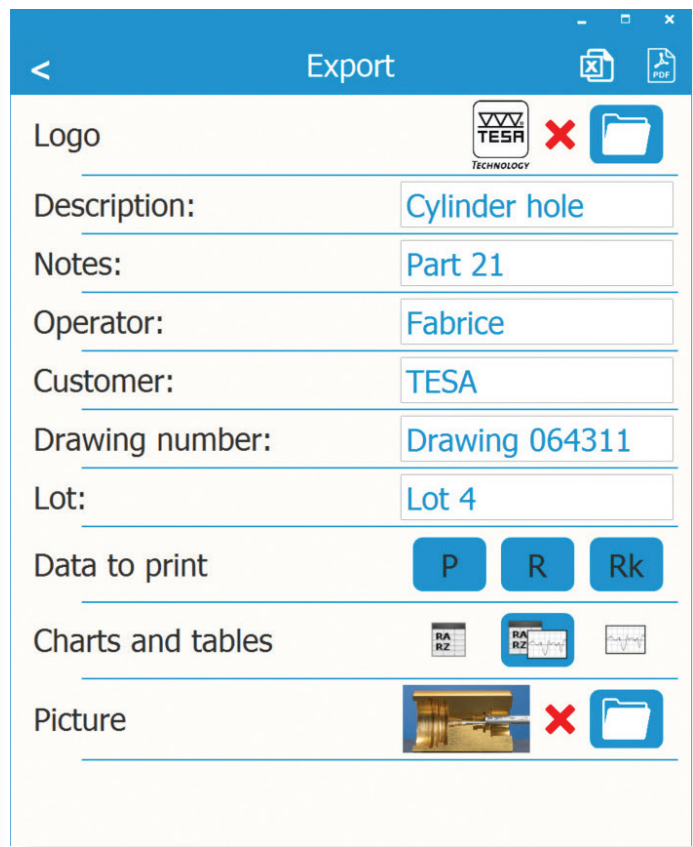 < Export X PDF
Logo TESA
TECHNOLOGY
Description: Cylinder hole
Notes: Part 21
Operator: Fabrice
Customer: TESA
Drawing number: Drawing 064311
Lot: Lot 4
Data to print P R Rk
Charts and tables RA RZ RA RZ
Picture